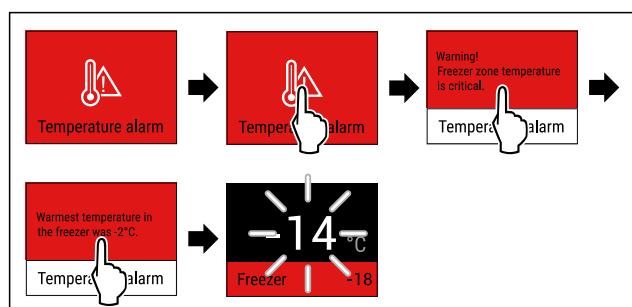 Temperature alarm
Temperature alarm
Warning!
Freezer zone temperature
is critical.
Temperature alarm
Warmest temperature in
the freezer was -2°C.
Temperature alarm
-14 °C
Freezer -18